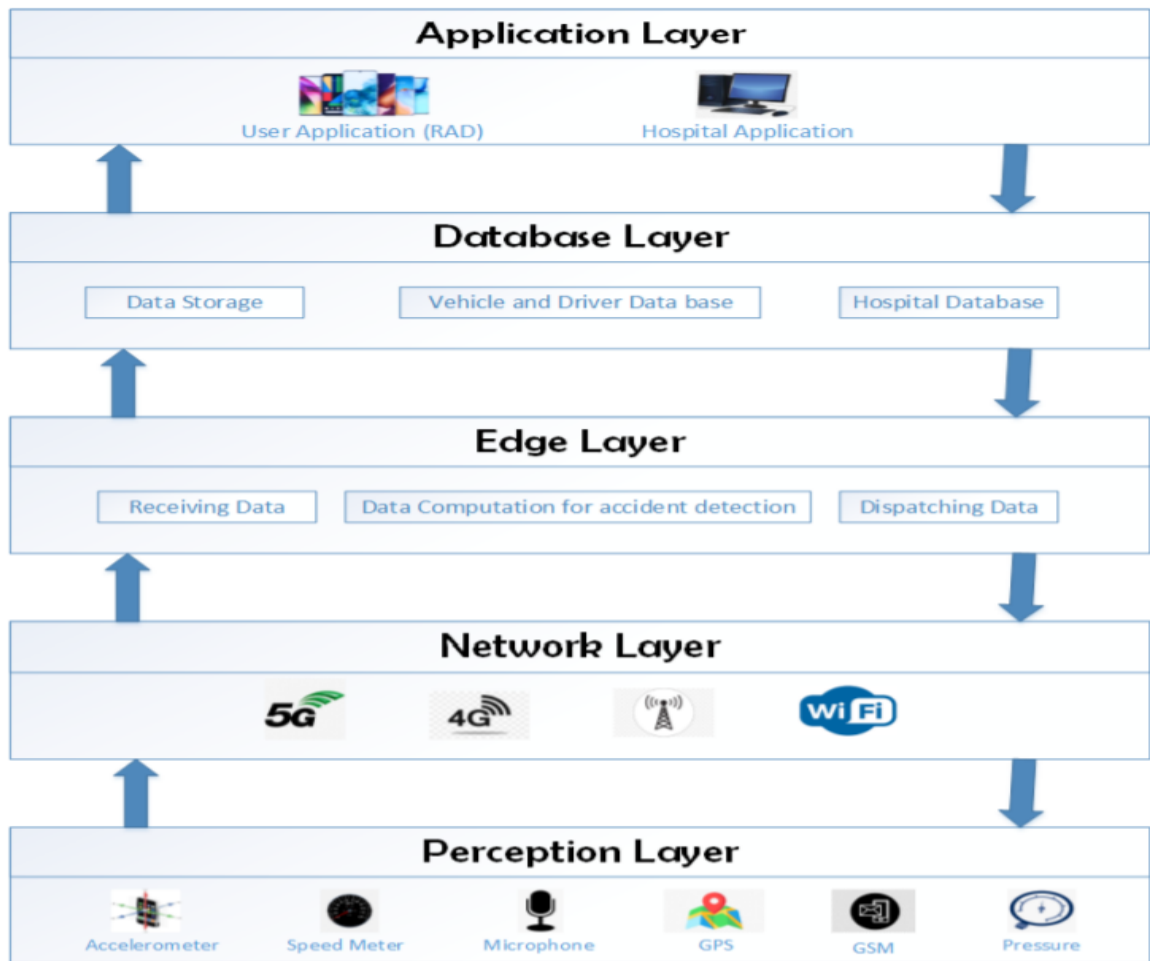 Application Layer
User Application (RAD)
Hospital Application
Database Layer
Data Storage
Vehicle and Driver Data base
Hospital Database
Edge Layer
Receiving Data
Data Computation for accident detection
Dispatching Data
Network Layer
5G
4G
Wi Fi
Perception Layer
Accelerometer
Speed Meter
Microphone
GPS
GSM
Pressure